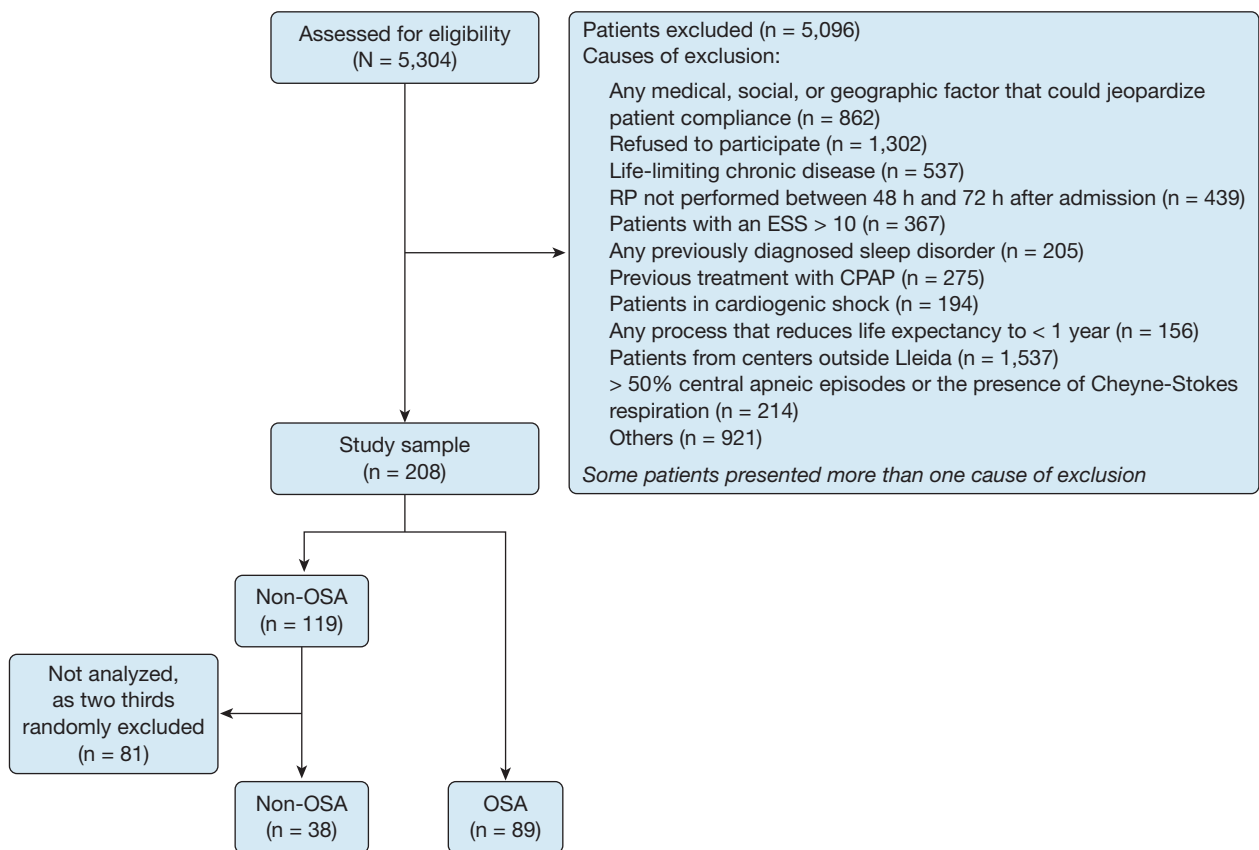 Assessed for eligibility
(N = 5,304)
Patients excluded (n = 5,096)
Causes of exclusion:
Any medical, social, or geographic factor that could jeopardize
patient compliance (n = 862)
Refused to participate (n = 1,302)
Life-limiting chronic disease (n = 537)
RP not performed between 48 h and 72 h after admission (n = 439)
Patients with an ESS > 10 (n = 367)
Any previously diagnosed sleep disorder (n = 205)
Previous treatment with CPAP (n = 275)
Patients in cardiogenic shock (n = 194)
Any process that reduces life expectancy to < 1 year (n = 156)
Patients from centers outside Lleida (n = 1,537)
> 50% central apneic episodes or the presence of Cheyne-Stokes
respiration (n = 214)
Others (n = 921)
Some patients presented more than one cause of exclusion
Study sample
(n = 208)
Non-OSA
(n = 119)
Not analyzed,
as two thirds
randomly excluded
(n = 81)
Non-OSA
(n = 38)
OSA
(n = 89)